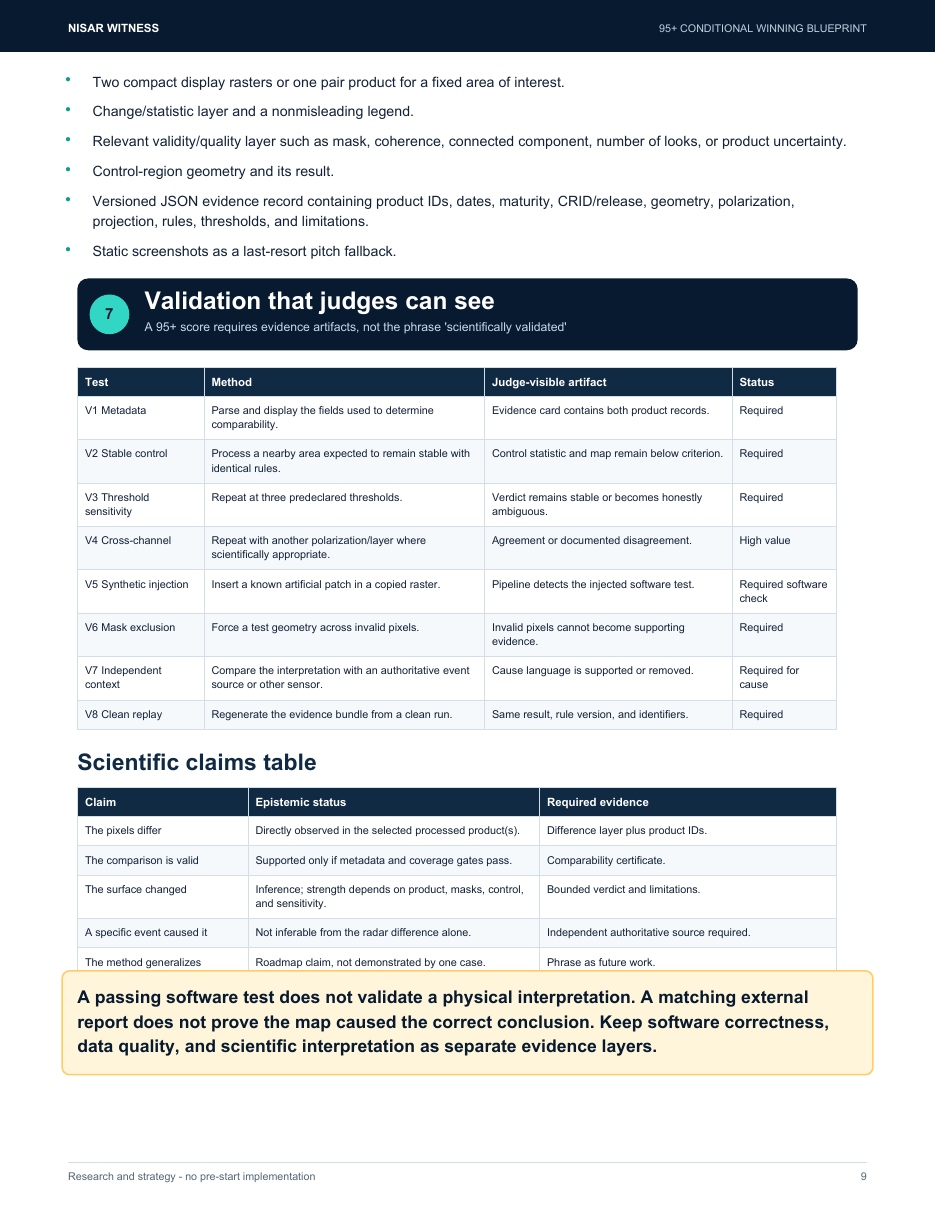 NISAR WITNESS
95+ CONDITIONAL WINNING BLUEPRINT
• Two compact display rasters or one pair product for a fixed area of interest.
• Change/statistic layer and a nonmisleading legend.
• Relevant validity/quality layer such as mask, coherence, connected component, number of looks, or product uncertainty.
• Control-region geometry and its result.
• Versioned JSON evidence record containing product IDs, dates, maturity, CRID/release, geometry, polarization,
projection, rules, thresholds, and limitations.
• Static screenshots as a last-resort pitch fallback.
7
Validation that judges can see
A 95+ score requires evidence artifacts, not the phrase 'scientifically validated'
Test
Method
Judge-visible artifact
Status
V1 Metadata
Parse and display the fields used to determine
comparability.
Evidence card contains both product records.
Required
V2 Stable control
Process a nearby area expected to remain stable with
identical rules.
Control statistic and map remain below criterion.
Required
V3 Threshold
sensitivity
Repeat at three predeclared thresholds.
Verdict remains stable or becomes honestly
ambiguous.
Required
V4 Cross-channel
Repeat with another polarization/layer where
scientifically appropriate.
Agreement or documented disagreement.
High value
V5 Synthetic injection
Insert a known artificial patch in a copied raster.
Pipeline detects the injected software test.
Required software
check
V6 Mask exclusion
Force a test geometry across invalid pixels.
Invalid pixels cannot become supporting
evidence.
Required
V7 Independent
context
Compare the interpretation with an authoritative event
source or other sensor.
Cause language is supported or removed.
Required for
cause
V8 Clean replay
Regenerate the evidence bundle from a clean run.
Same result, rule version, and identifiers.
Required
Scientific claims table
Claim
Epistemic status
Required evidence
The pixels differ
Directly observed in the selected processed product(s).
Difference layer plus product IDs.
The comparison is valid
Supported only if metadata and coverage gates pass.
Comparability certificate.
The surface changed
Inference; strength depends on product, masks, control,
and sensitivity.
Bounded verdict and limitations.
A specific event caused it
Not inferable from the radar difference alone.
Independent authoritative source required.
The method generalizes
Roadmap claim, not demonstrated by one case.
Phrase as future work.
A passing software test does not validate a physical interpretation. A matching external
report does not prove the map caused the correct conclusion. Keep software correctness,
data quality, and scientific interpretation as separate evidence layers.
Research and strategy - no pre-start implementation
9